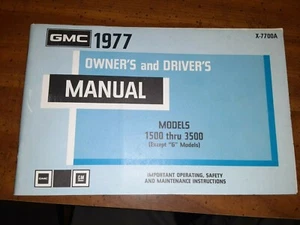 GMC 1977
X-7700A
OWNER'S and DRIVER'S
MANUAL
MODELS
1500 thru 3500
(Except "G" Models)
GM
IMPORTANT OPERATING, SAFETY
AND MAINTENANCE INSTRUCTIONS